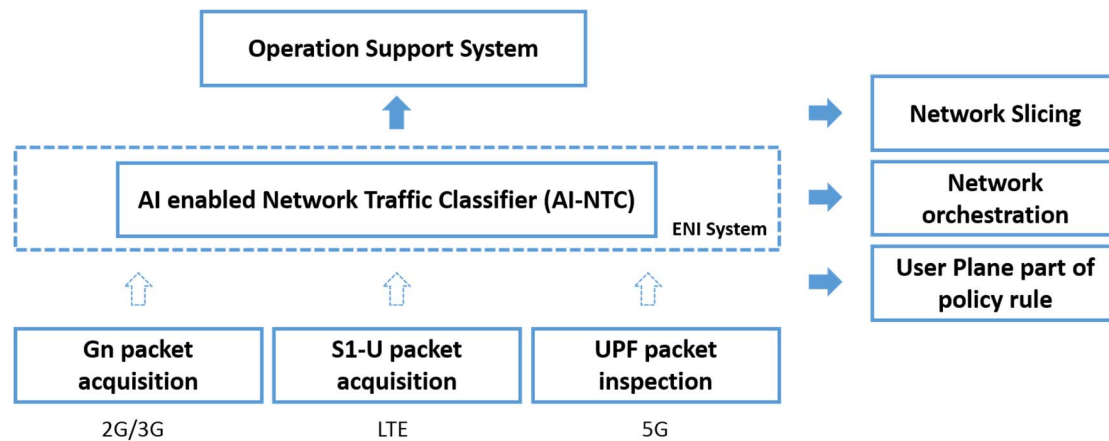 Operation Support System
Network Slicing
AI enabled Network Traffic Classifier (AI-NTC)
ENI System
Network
orchestration
User Plane part of
policy rule
Gn packet
acquisition
S1-U packet
acquisition
UPF packet
inspection
2G/3G
LTE
5G